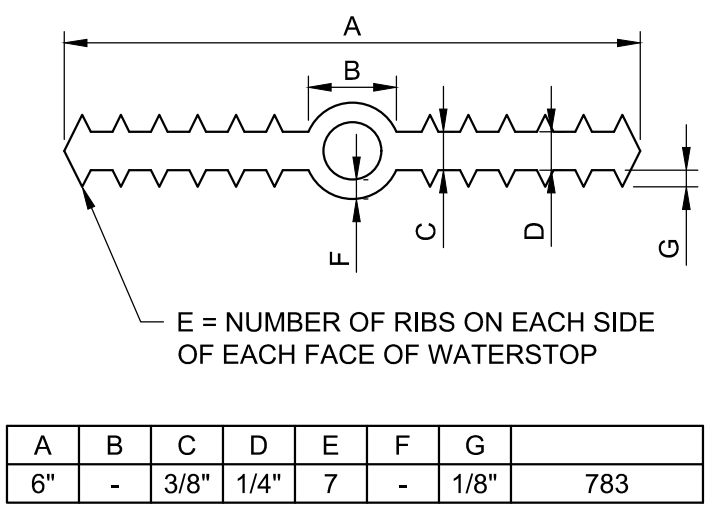 A
B
C
D
F
G
E = NUMBER OF RIBS ON EACH SIDE
OF EACH FACE OF WATERSTOP
A B C D E F G
6" - 3/8" 1/4" 7 - 1/8" 783